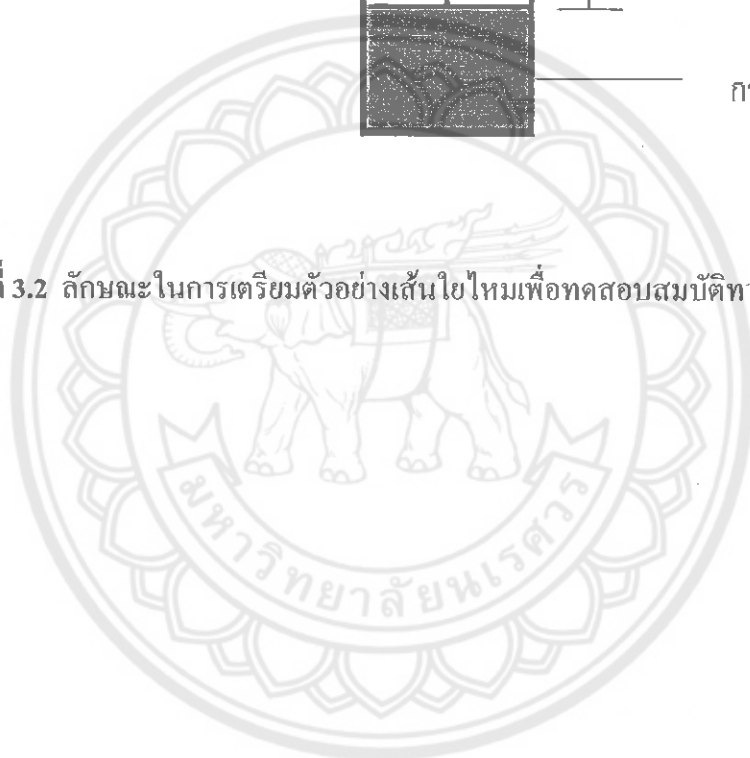 กร
ที่ 3.2 ลักษณะในการเตรียมตัวอย่างเส้นใยไหมเพื่อทดสอบสมบัติทา
มหาวิทยาลัยนเรศวร